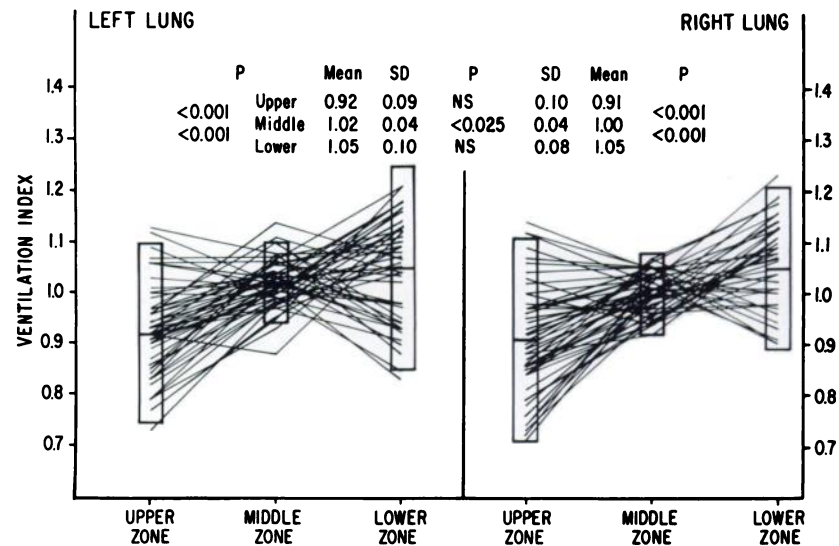 LEFT LUNG RIGHT LUNG
P Mean SD P SD Mean P
Upper 0.92 0.09 NS 0.10 0.91
<0.001 <0.001
Middle 1.02 0.04 <0.025 0.04 1.00
<0.001 <0.001
Lower 1.05 0.10 NS 0.08 1.05
VENTILATION INDEX
1.4 1.4
1.3 1.3
1.2 1.2
1.1 1.1
1.0 1.0
0.9 0.9
0.8 0.8
0.7 0.7
UPPER MIDDLE LOWER UPPER MIDDLE LOWER
ZONE ZONE ZONE ZONE ZONE ZONE